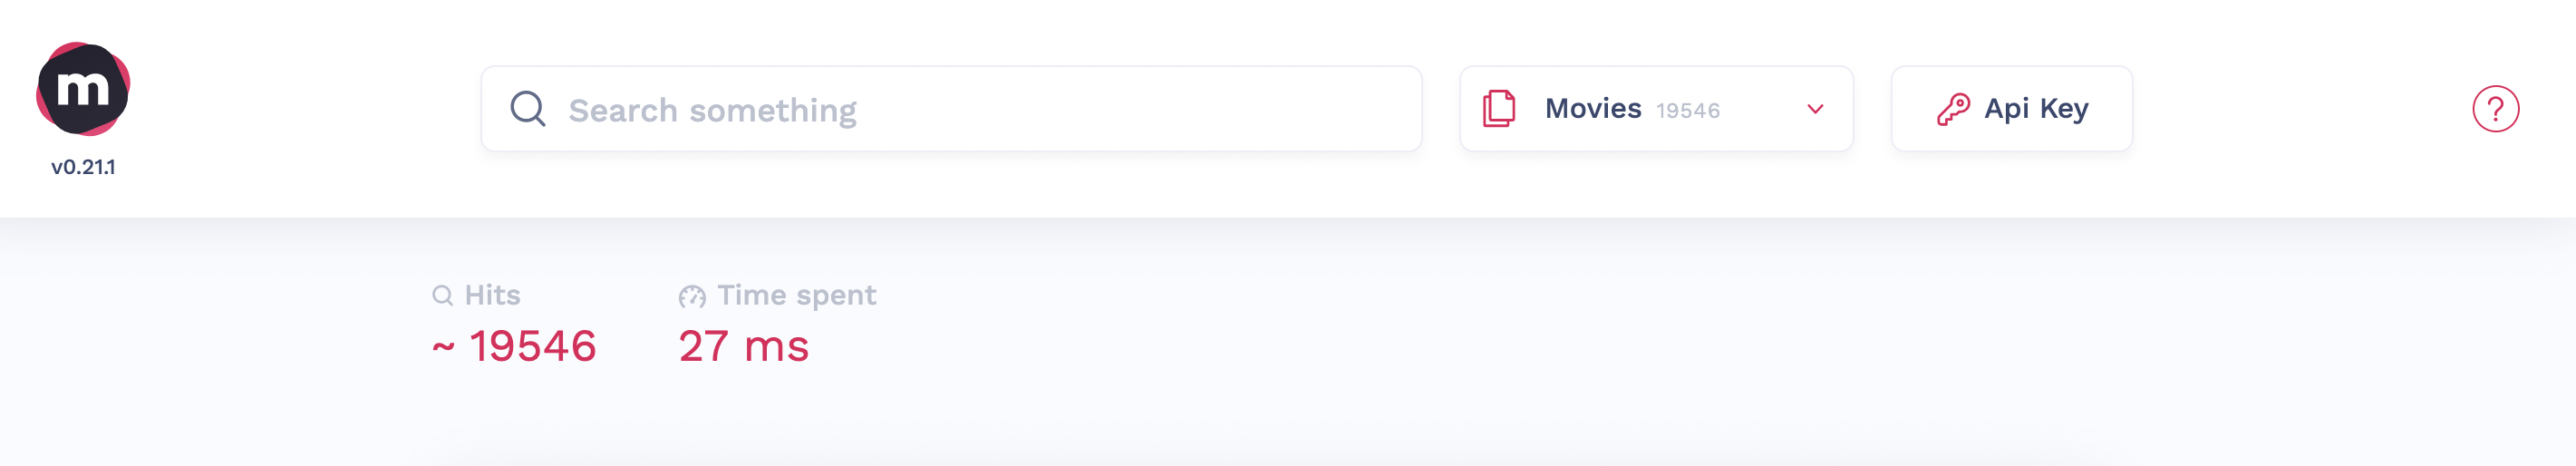 m
v0.21.1
Search something
Movies 19546
Api Key
?
Hits
~ 19546
Time spent
27 ms